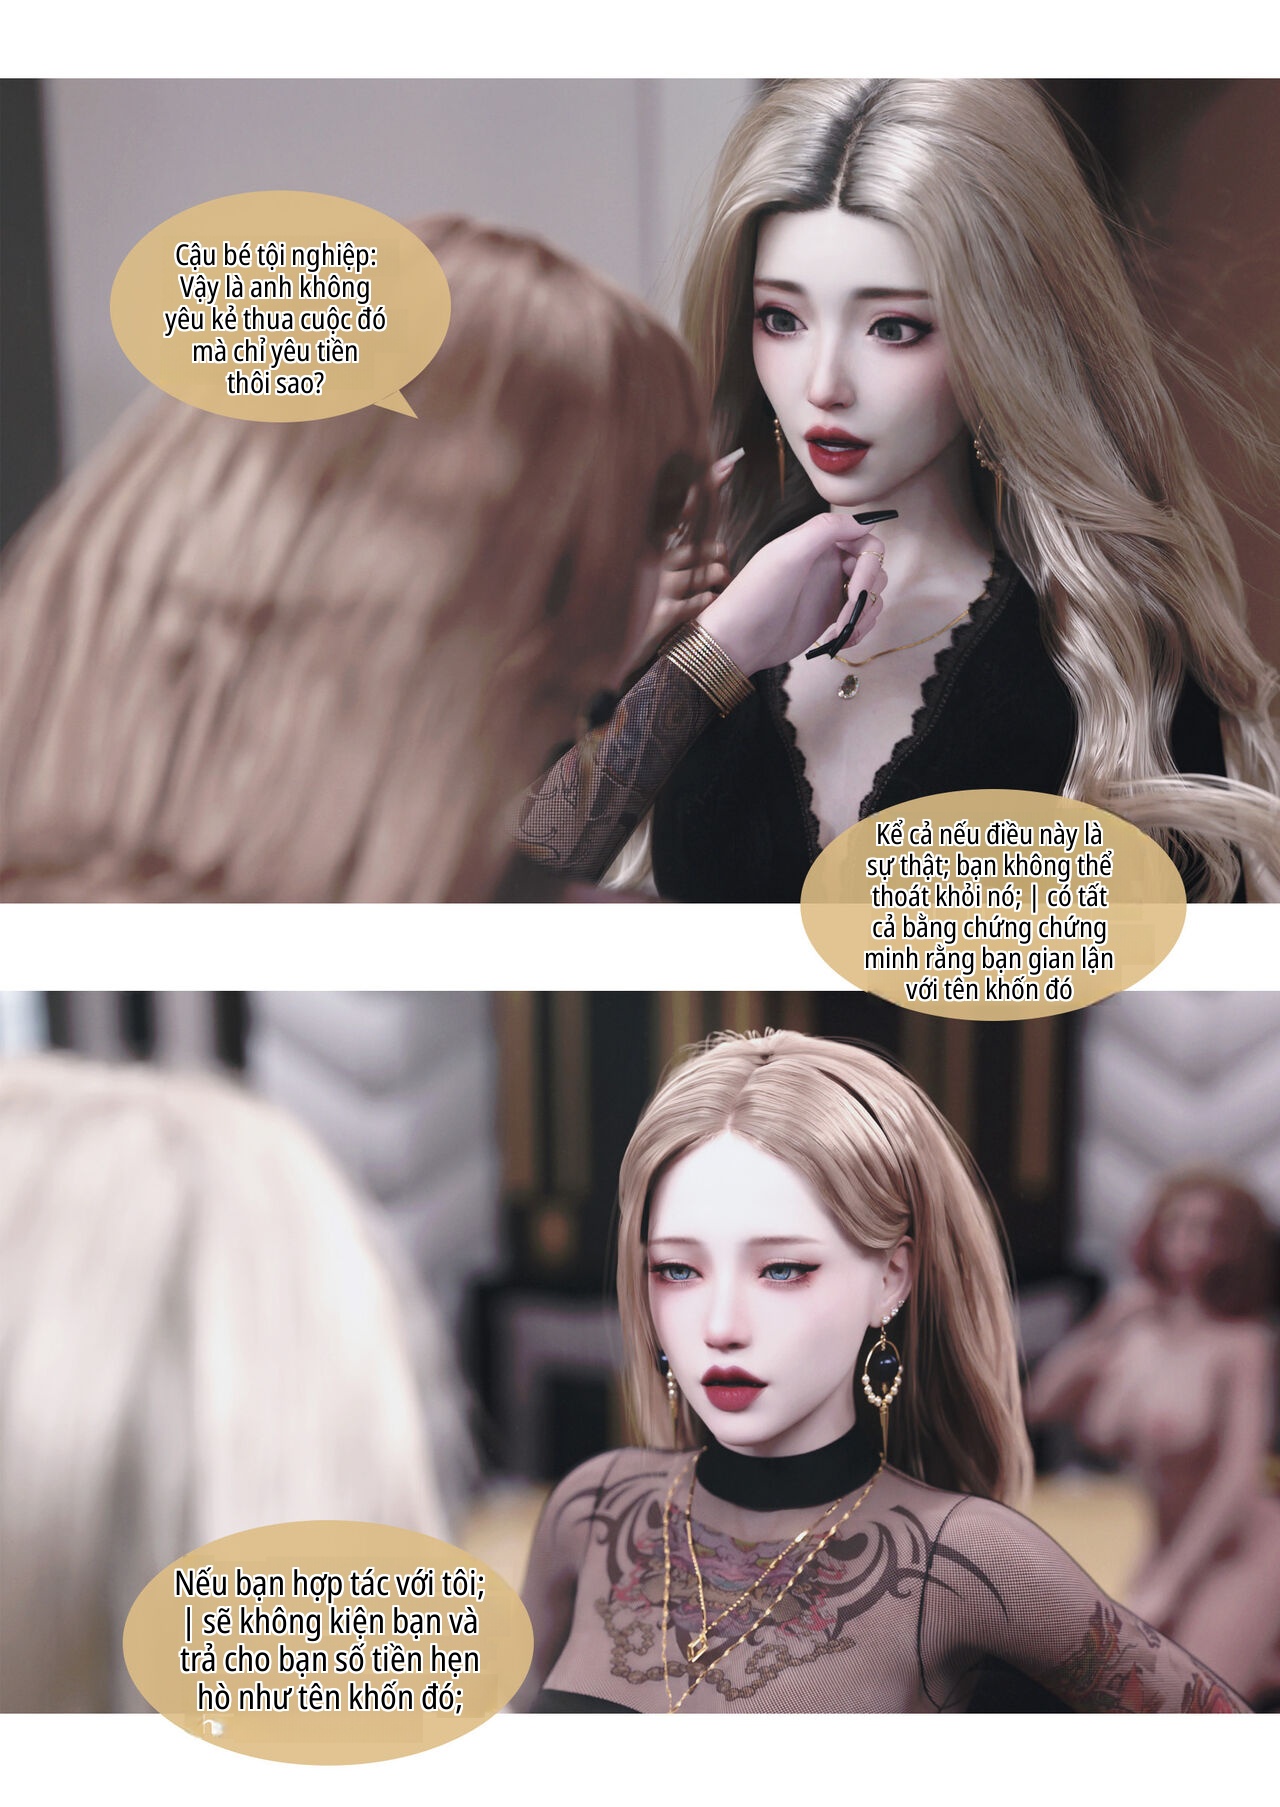 Cậu bé tội nghiệp:
Vậy là anh không
yêu kẻ thua cuộc đó
mà chỉ yêu tiền
thôi sao?
Kể cả nếu điều này là
sự thật; bạn không thể
thoát khỏi nó; | có tất
cả bằng chứng chứng
minh rằng bạn gian lận
với tên khốn đó
Nếu bạn hợp tác với tôi;
| sẽ không kiện bạn và
trả cho bạn số tiền hẹn
hò như tên khốn đó;